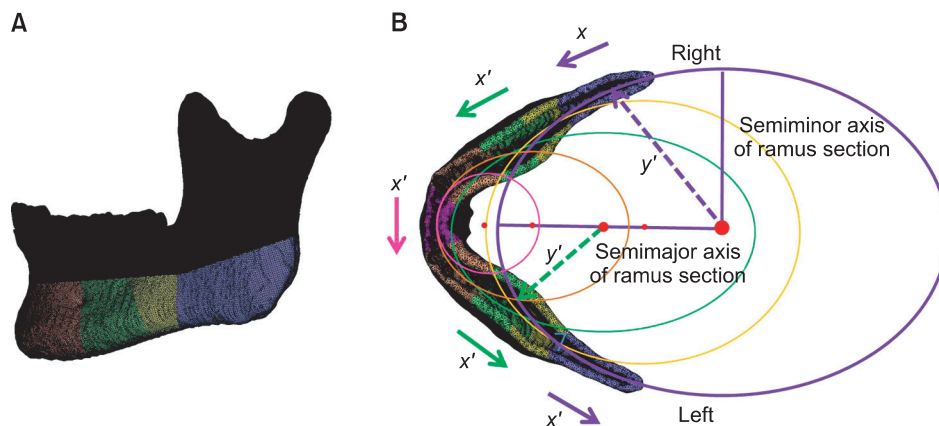 A
B
x
Right
x'
Semiminor axis
of ramus section
y'
x'
Semimajor axis
of ramus section
y'
x'
x'
Left